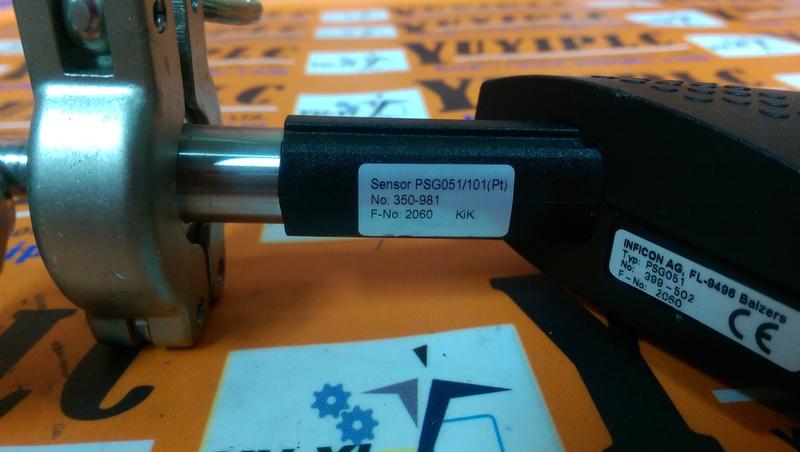 YUYIPLC
Sensor PSG051/101(Pt)
No: 350-981
F-No: 2060 KiK
INFICON AG, FL-9496 Balzers
Typ: PSG051
No: 399-502
F-No: 2060
CE